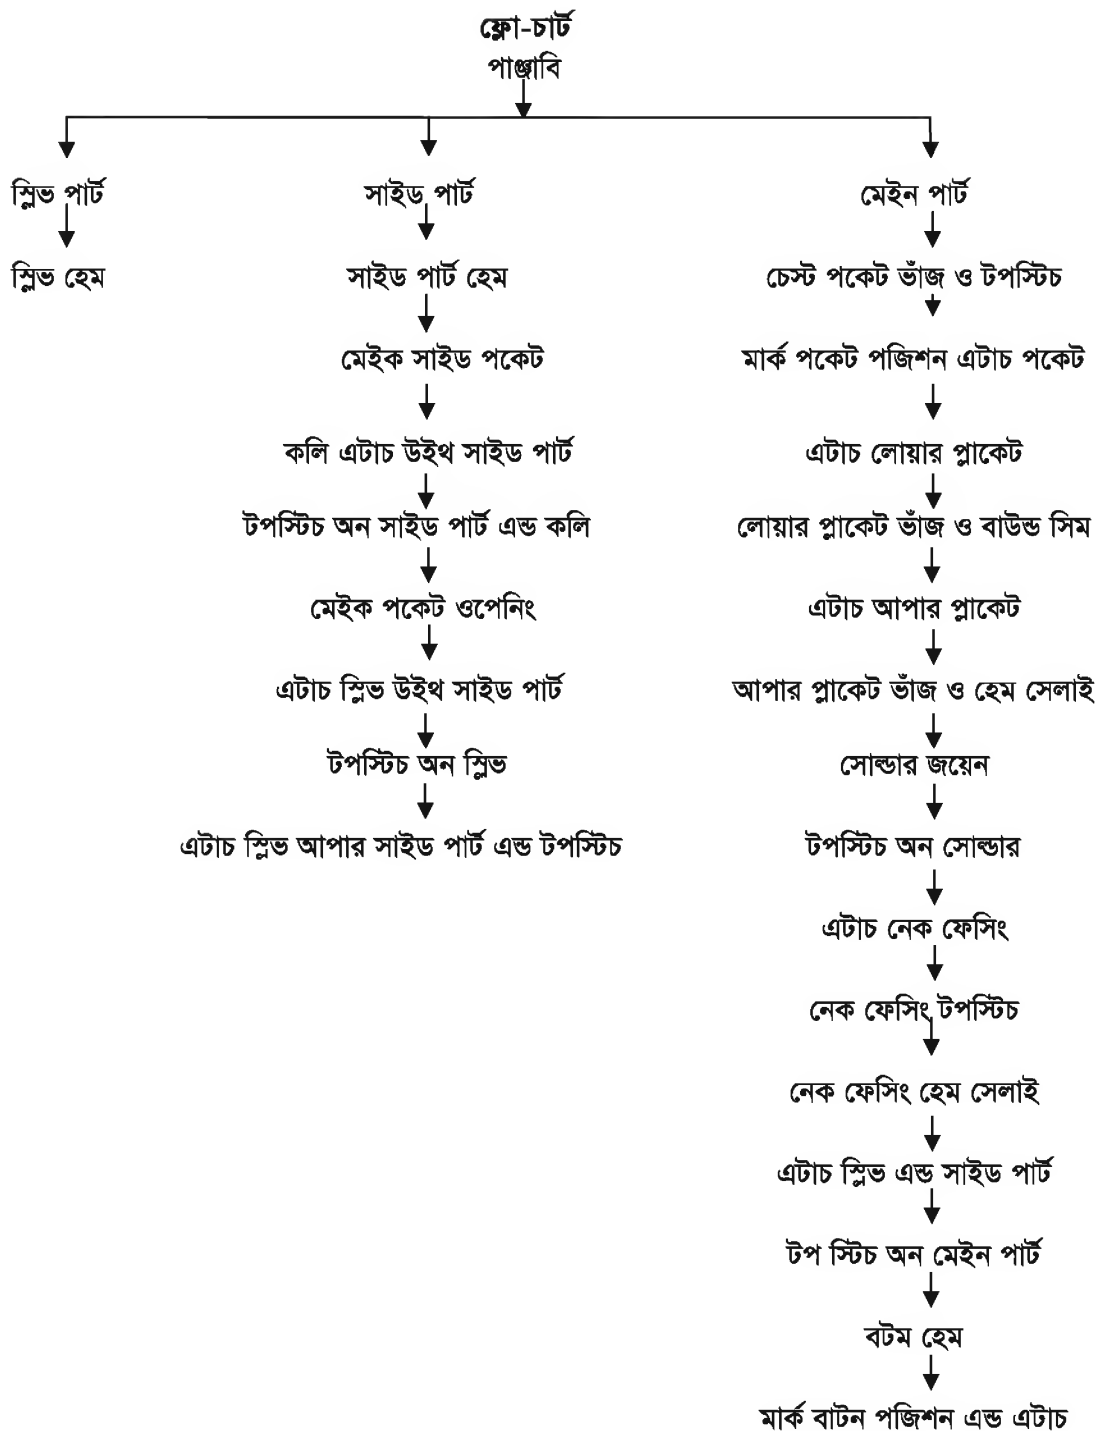 ফ্লো-চার্ট
পাঞ্জাবি
স্লিভ পার্ট
সাইড পার্ট
মেইন পার্ট
স্লিভ হেম
সাইড পার্ট হেম
চেস্ট পকেট ভাঁজ ও টপস্টিচ
মেইক সাইড পকেট
মার্ক পকেট পজিশন এটাচ পকেট
কলি এটাচ উইথ সাইড পার্ট
এটাচ লোয়ার প্লাকেট
টপস্টিচ অন সাইড পার্ট এন্ড কলি
লোয়ার প্লাকেট ভাঁজ ও বাউন্ড সিম
মেইক পকেট ওপেনিং
এটাচ আপার প্লাকেট
এটাচ স্লিভ উইথ সাইড পার্ট
আপার প্লাকেট ভাঁজ ও হেম সেলাই
টপস্টিচ অন স্লিভ
সোল্ডার জয়েন
এটাচ স্লিভ আপার সাইড পার্ট এন্ড টপস্টিচ
টপস্টিচ অন সোল্ডার
এটাচ নেক ফেসিং
নেক ফেসিং টপস্টিচ
নেক ফেসিং হেম সেলাই
এটাচ স্লিভ এন্ড সাইড পার্ট
টপ স্টিচ অন মেইন পার্ট
বটম হেম
মার্ক বাটন পজিশন এন্ড এটাচ